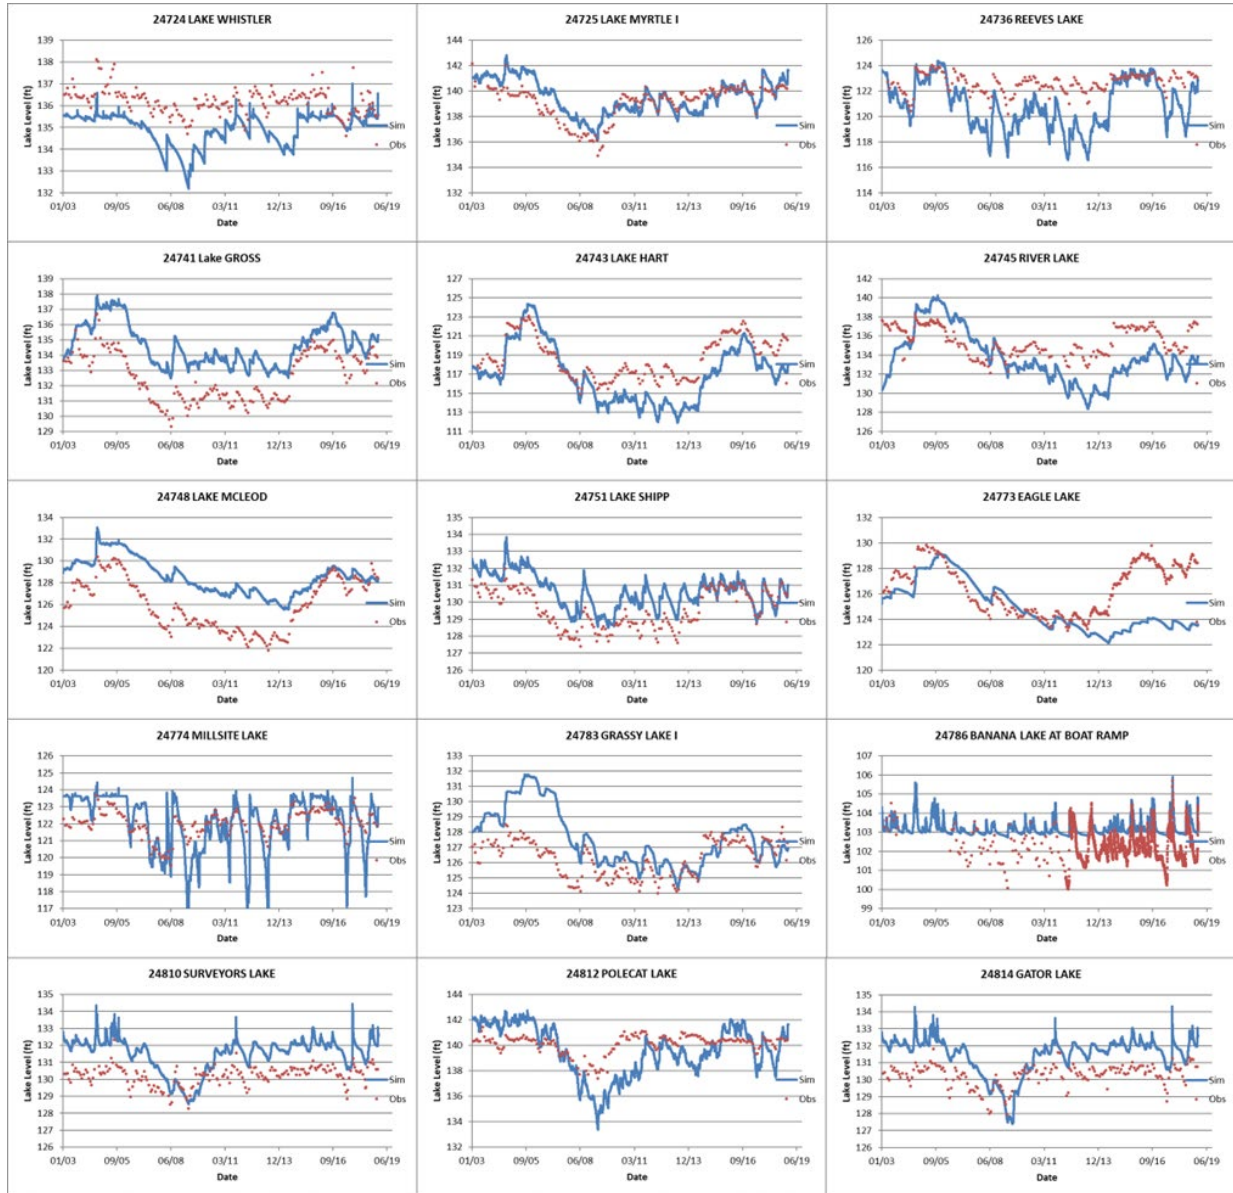 24724 LAKE WHISTLER
Lake Level (ft)
139
138
137
136
135
134
133
132
Sim
Obs
01/03 09/05 06/08 03/11 12/13 09/16 06/19
Date
24725 LAKE MYRTLE I
Lake Level (ft)
144
142
140
138
136
134
132
Sim
Obs
01/03 09/05 06/08 03/11 12/13 09/16 06/19
Date
24736 REEVES LAKE
Lake Level (ft)
126
124
122
120
118
116
114
Sim
Obs
01/03 09/05 06/08 03/11 12/13 09/16 06/19
Date
24741 Lake GROSS
Lake Level (ft)
139
138
137
136
135
134
133
132
131
130
129
Sim
Obs
01/03 09/05 06/08 03/11 12/13 09/16 06/19
Date
24743 LAKE HART
Lake Level (ft)
127
125
123
121
119
117
115
113
111
Sim
Obs
01/03 09/05 06/08 03/11 12/13 09/16 06/19
Date
24745 RIVER LAKE
Lake Level (ft)
142
140
138
136
134
132
130
128
126
Sim
Obs
01/03 09/05 06/08 03/11 12/13 09/16 06/19
Date
24748 LAKE MCLEOD
Lake Level (ft)
134
132
130
128
126
124
122
120
Sim
Obs
01/03 09/05 06/08 03/11 12/13 09/16 06/19
Date
24751 LAKE SHIPP
Lake Level (ft)
135
134
133
132
131
130
129
128
127
126
Sim
Obs
01/03 09/05 06/08 03/11 12/13 09/16 06/19
Date
24773 EAGLE LAKE
Lake Level (ft)
132
130
128
126
124
122
120
Sim
Obs
01/03 09/05 06/08 03/11 12/13 09/16 06/19
Date
24774 MILLSITE LAKE
Lake Level (ft)
126
125
124
123
122
121
120
119
118
117
Sim
Obs
01/03 09/05 06/08 03/11 12/13 09/16 06/19
Date
24783 GRASSY LAKE I
Lake Level (ft)
133
132
131
130
129
128
127
126
125
124
123
Sim
Obs
01/03 09/05 06/08 03/11 12/13 09/16 06/19
Date
24786 BANANA LAKE AT BOAT RAMP
Lake Level (ft)
107
106
105
104
103
102
101
100
99
Sim
Obs
01/03 09/05 06/08 03/11 12/13 09/16 06/19
Date
24810 SURVEYORS LAKE
Lake Level (ft)
135
134
133
132
131
130
129
128
127
126
Sim
Obs
01/03 09/05 06/08 03/11 12/13 09/16 06/19
Date
24812 POLECAT LAKE
Lake Level (ft)
144
142
140
138
136
134
132
Sim
Obs
01/03 09/05 06/08 03/11 12/13 09/16 06/19
Date
24814 GATOR LAKE
Lake Level (ft)
135
134
133
132
131
130
129
128
127
126
Sim
Obs
01/03 09/05 06/08 03/11 12/13 09/16 06/19
Date